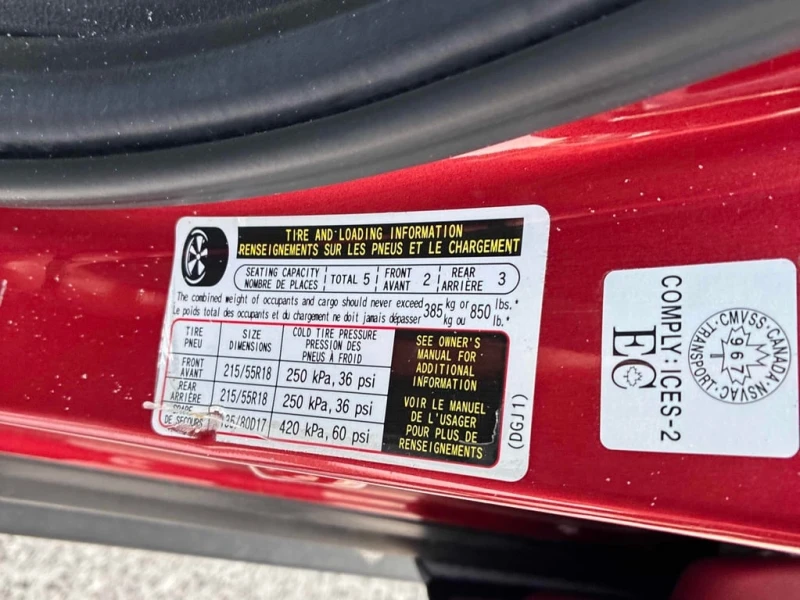 TIRE AND LOADING INFORMATION
RENSEIGNEMENTS SUR LES PNEUS ET LE CHARGEMENT
SEATING CAPACITY
NOMBRE DE PLACES
TOTAL 5
FRONT
AVANT
2
REAR
ARRIÈRE
3
The combined weight of occupants and cargo should never exceed 385 kg or 850 lbs.*
Le poids total des occupants et du chargement ne doit jamais dépasser kg ou lb.*
TIRE
PNEU
SIZE
DIMENSIONS
COLD TIRE PRESSURE
PRESSION DES
PNEUS À FROID
FRONT
AVANT
215/55R18
250 kPa, 36 psi
REAR
ARRIÈRE
215/55R18
250 kPa, 36 psi
DE SECOURS
35/80D17
420 kPa, 60 psi
SEE OWNER'S
MANUAL FOR
ADDITIONAL
INFORMATION
VOIR LE MANUEL
DE L'USAGER
POUR PLUS DE
RENSEIGNEMENTS
(DGJ1)
COMPLY:ICES-2
EC
CANADA·NSVAC
TRANSPORT·CMVSS
967